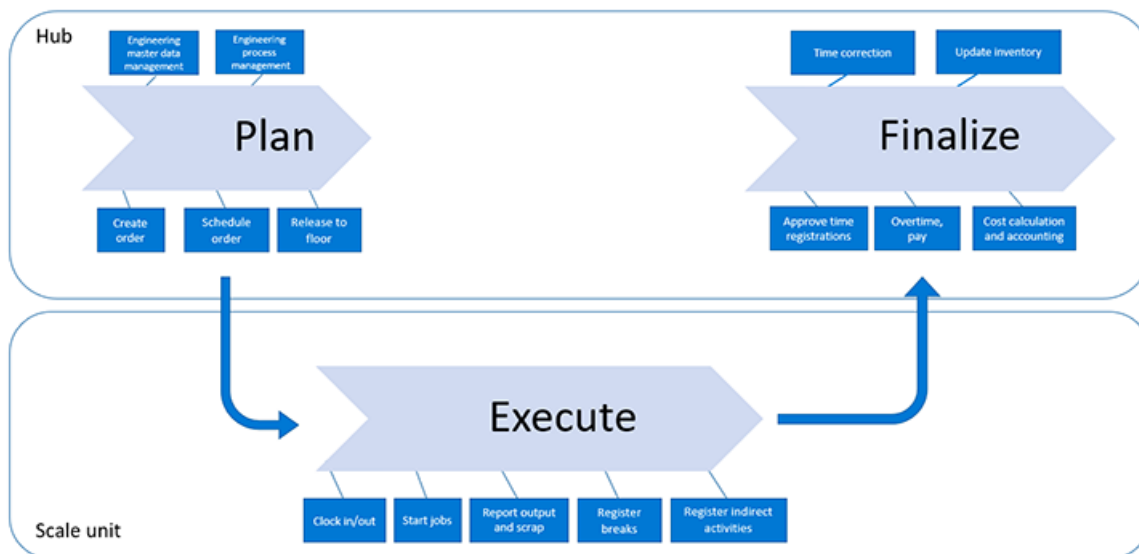 Hub
Engineering
master data
management
Engineering
process
management
Plan
Create
order
Schedule
order
Release to
floor
Time correction
Update inventory
Finalize
Approve time
registrations
Overtime,
pay
Cost calculation
and accounting
Execute
Clock in/out
Start jobs
Report output
and scrap
Register
breaks
Register indirect
activities
Scale unit